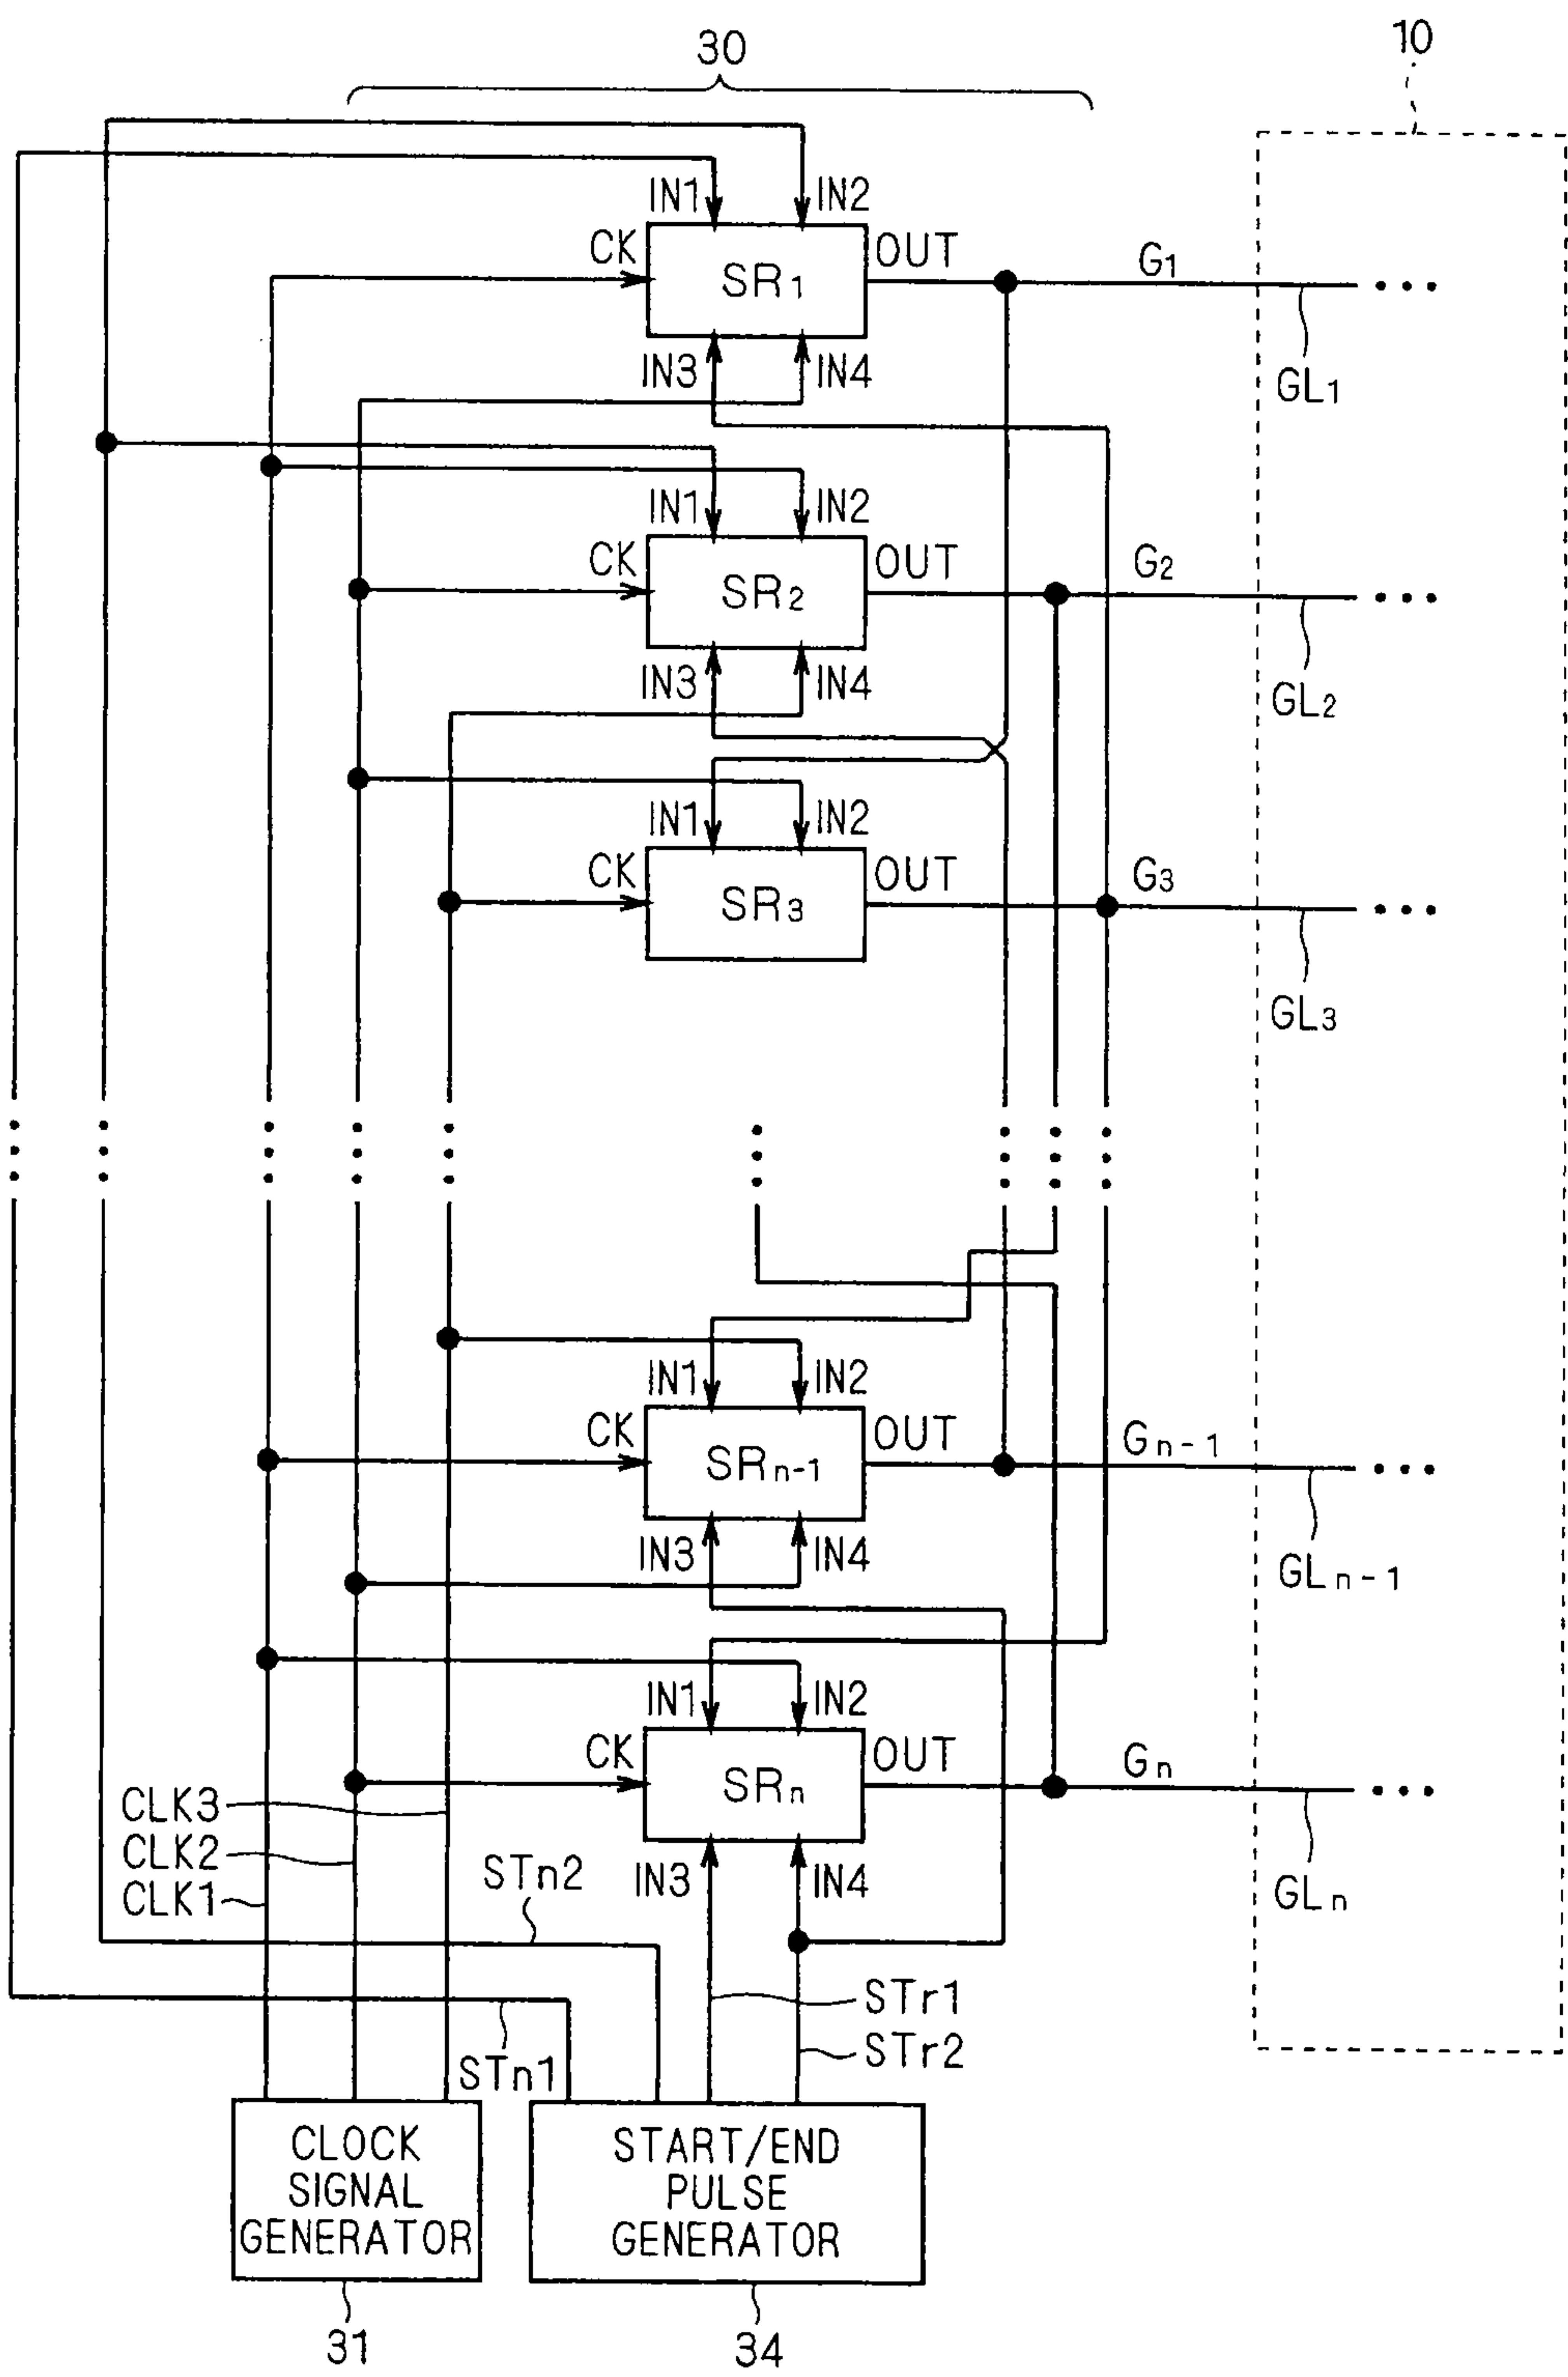 30
10
IN1 IN2
CK SR1 OUT G1
IN3 IN4
GL1
IN1 IN2
CK SR2 OUT G2
IN3 IN4
GL2
IN1 IN2
CK SR3 OUT G3
GL3
IN1 IN2
CK SRn-1 OUT Gn-1
IN3 IN4
GLn-1
IN1 IN2
CK SRn OUT Gn
IN3 IN4
GLn
CLK3
CLK2
CLK1
STn2
STr1
STr2
STn1
CLOCK
SIGNAL
GENERATOR
START/END
PULSE
GENERATOR
31
34